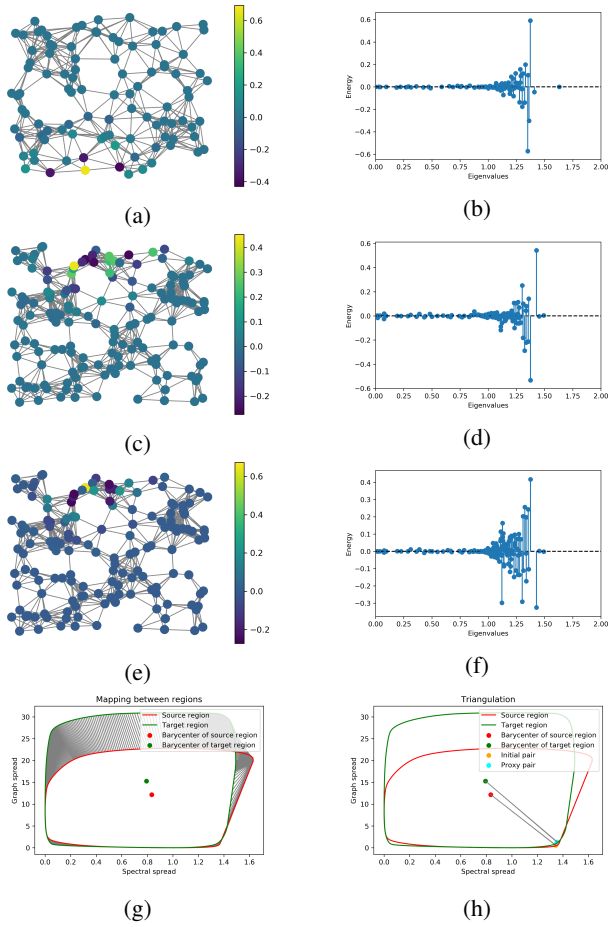 0.6
0.4
0.2
0.0
−0.2
−0.4
(a)
0.6
0.4
0.2
0.0
−0.2
−0.4
−0.6
Energy
0.00 0.25 0.50 0.75 1.00 1.25 1.50 1.75 2.00
Eigenvalues
(b)
0.4
0.3
0.2
0.1
0.0
−0.1
−0.2
(c)
0.6
0.4
0.2
0.0
−0.2
−0.4
−0.6
Energy
0.00 0.25 0.50 0.75 1.00 1.25 1.50 1.75 2.00
Eigenvalues
(d)
0.6
0.4
0.2
0.0
−0.2
(e)
0.4
0.3
0.2
0.1
0.0
−0.1
−0.2
−0.3
Energy
0.00 0.25 0.50 0.75 1.00 1.25 1.50 1.75 2.00
Eigenvalues
(f)
Mapping between regions
Source region
Target region
Barycenter of source region
Barycenter of target region
30
25
20
15
10
5
0
Graph spread
0.0 0.2 0.4 0.6 0.8 1.0 1.2 1.4 1.6
Spectral spread
(g)
Triangulation
Source region
Target region
Barycenter of source region
Barycenter of target region
Initial pair
Proxy pair
30
25
20
15
10
5
0
Graph spread
0.0 0.2 0.4 0.6 0.8 1.0 1.2 1.4 1.6
Spectral spread
(h)